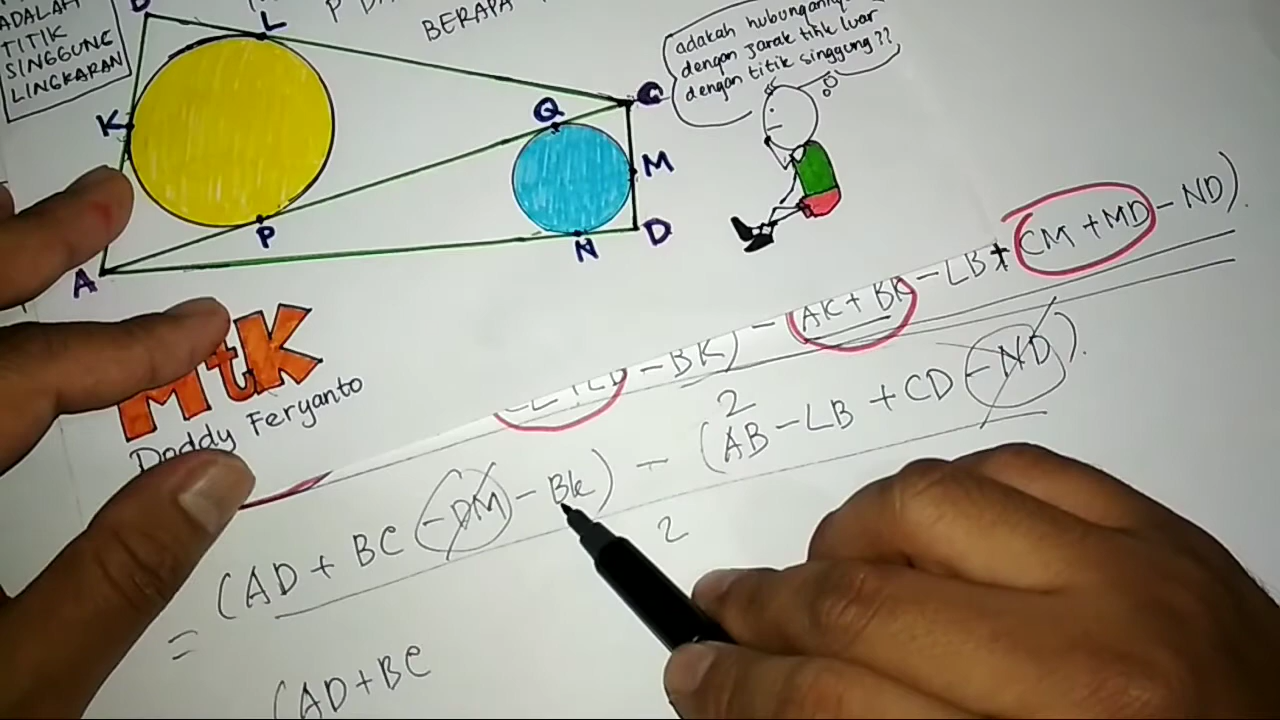 ADALAH
TITIK
SINGGUNG
LINGKARAN
P
BERAPA
adakah hubungannya
dengan jarak titik luar
dengan titik singgung??
B
L
C
K
Q
M
P
N
D
A
MtK
Doddy Feryanto
- BK) - (AK + BK - LB + CM + MD - ND).
2
= (AD + BC - DM - BK) - (AB - LB + CD - ND).
2
(AD + BC